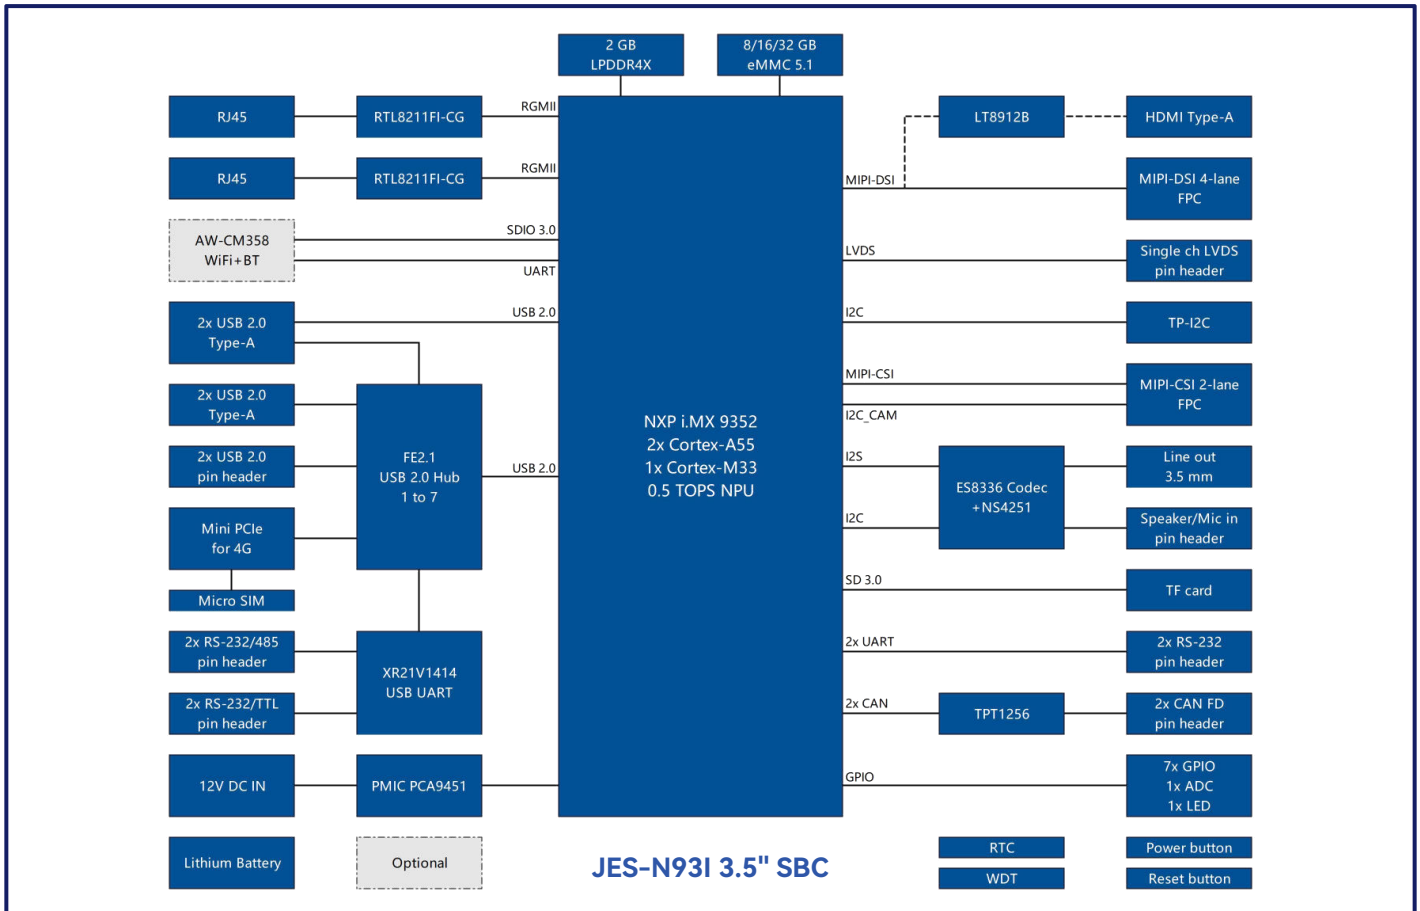 2 GB
LPDDR4X
8/16/32 GB
eMMC 5.1
RJ45
RTL8211FI-CG
RGMII
LT8912B
HDMI Type-A
RJ45
RTL8211FI-CG
RGMII
MIPI-DSI
MIPI-DSI 4-lane
FPC
AW-CM358
WiFi+BT
SDIO 3.0
UART
LVDS
Single ch LVDS
pin header
2x USB 2.0
Type-A
USB 2.0
I2C
TP-I2C
2x USB 2.0
Type-A
MIPI-CSI
I2C_CAM
MIPI-CSI 2-lane
FPC
NXP i.MX 9352
2x Cortex-A55
1x Cortex-M33
0.5 TOPS NPU
2x USB 2.0
pin header
FE2.1
USB 2.0 Hub
1 to 7
USB 2.0
I2S
I2C
ES8336 Codec
+NS4251
Line out
3.5 mm
Speaker/Mic in
pin header
Mini PCIe
for 4G
Micro SIM
SD 3.0
TF card
2x RS-232/485
pin header
XR21V1414
USB UART
2x UART
2x RS-232
pin header
2x RS-232/TTL
pin header
2x CAN
TPT1256
2x CAN FD
pin header
12V DC IN
PMIC PCA9451
GPIO
7x GPIO
1x ADC
1x LED
Lithium Battery
Optional
JES-N93I 3.5" SBC
RTC
Power button
WDT
Reset button